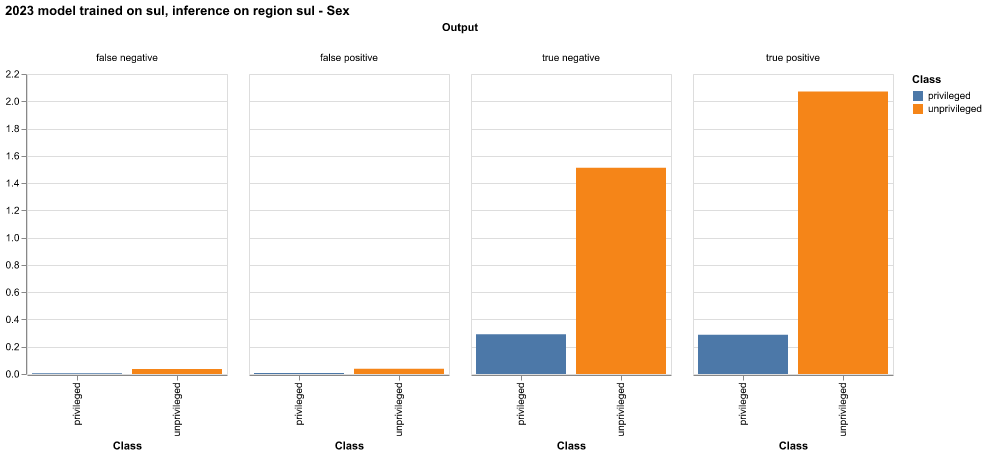 2023 model trained on sul, inference on region sul - Sex
Output
false negative
false positive
true negative
true positive
2.2
2.0
1.8
1.6
1.4
1.2
1.0
0.8
0.6
0.4
0.2
0.0
privileged
unprivileged
privileged
unprivileged
privileged
unprivileged
privileged
unprivileged
Class
Class
Class
Class
Class
privileged
unprivileged